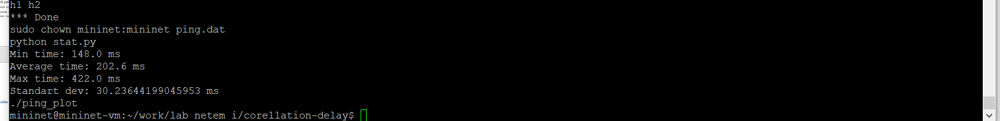 h1 h2
*** Done
sudo chown mininet:mininet ping.dat
python stat.py
Min time: 148.0 ms
Average time: 202.6 ms
Max time: 422.0 ms
Standart dev: 30.23644199045953 ms
./ping_plot
mininet@mininet-vm:~/work/lab netem i/corellation-delay$